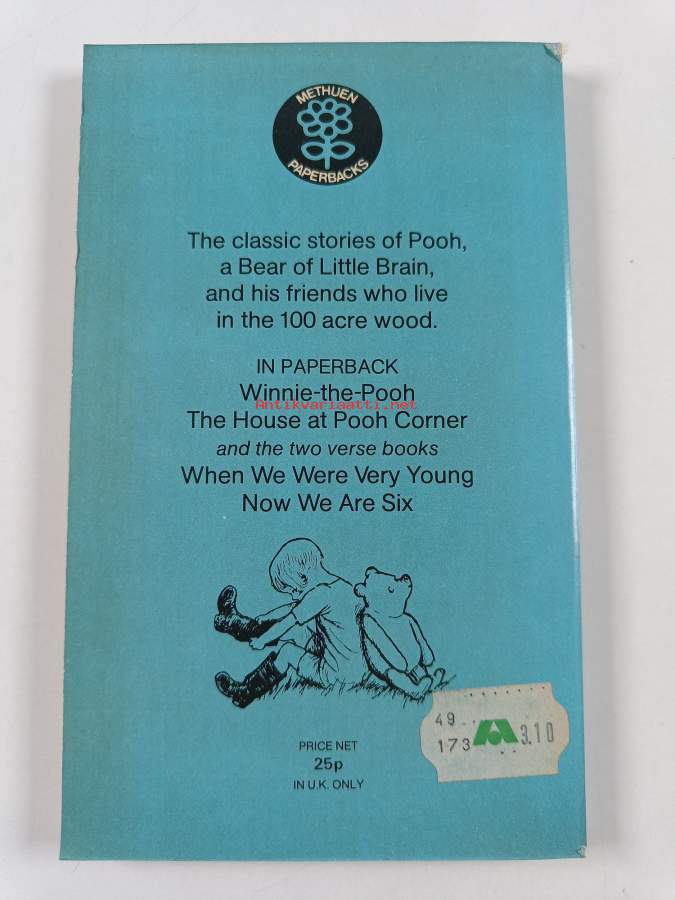 METHUEN
PAPERBACKS
The classic stories of Pooh,
a Bear of Little Brain,
and his friends who live
in the 100 acre wood.
IN PAPERBACK
Winnie-the-Pooh
Antikvariaatti.net
The House at Pooh Corner
and the two verse books
When We Were Very Young
Now We Are Six
PRICE NET
25p
IN U.K. ONLY
49
173 3.10